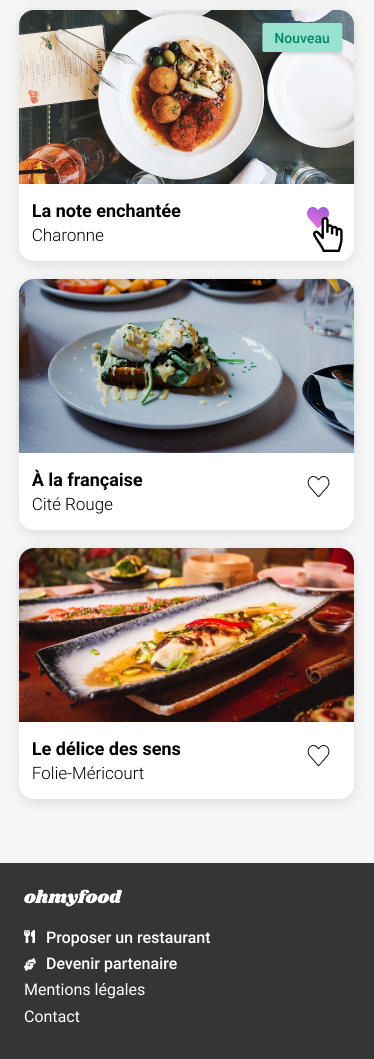 Nouveau
La note enchantée
Charonne
À la française
Cité Rouge
Le délice des sens
Folie-Méricourt
ohmyfood
Proposer un restaurant
Devenir partenaire
Mentions légales
Contact